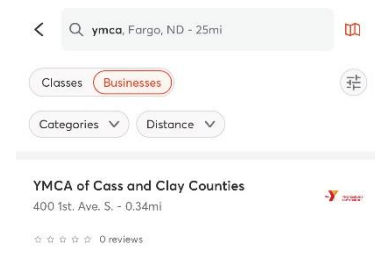 ymca, Fargo, ND - 25mi
Classes Businesses
Categories Distance
YMCA of Cass and Clay Counties
400 1st. Ave. S. - 0.34mi
0 reviews